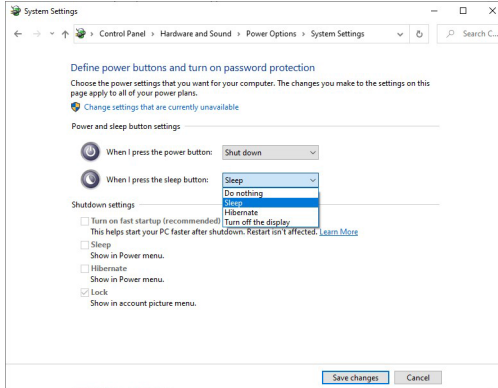 System Settings
Control Panel > Hardware and Sound > Power Options > System Settings
Search C...
Define power buttons and turn on password protection
Choose the power settings that you want for your computer. The changes you make to the settings on this
page apply to all of your power plans.
Change settings that are currently unavailable
Power and sleep button settings
When I press the power button: Shut down
When I press the sleep button: Sleep
Do nothing
Sleep
Hibernate
Turn off the display
Shutdown settings
Turn on fast startup (recommended)
This helps start your PC faster after shutdown. Restart isn't affected. Learn More
Sleep
Show in Power menu.
Hibernate
Show in Power menu.
Lock
Show in account picture menu.
Save changes Cancel